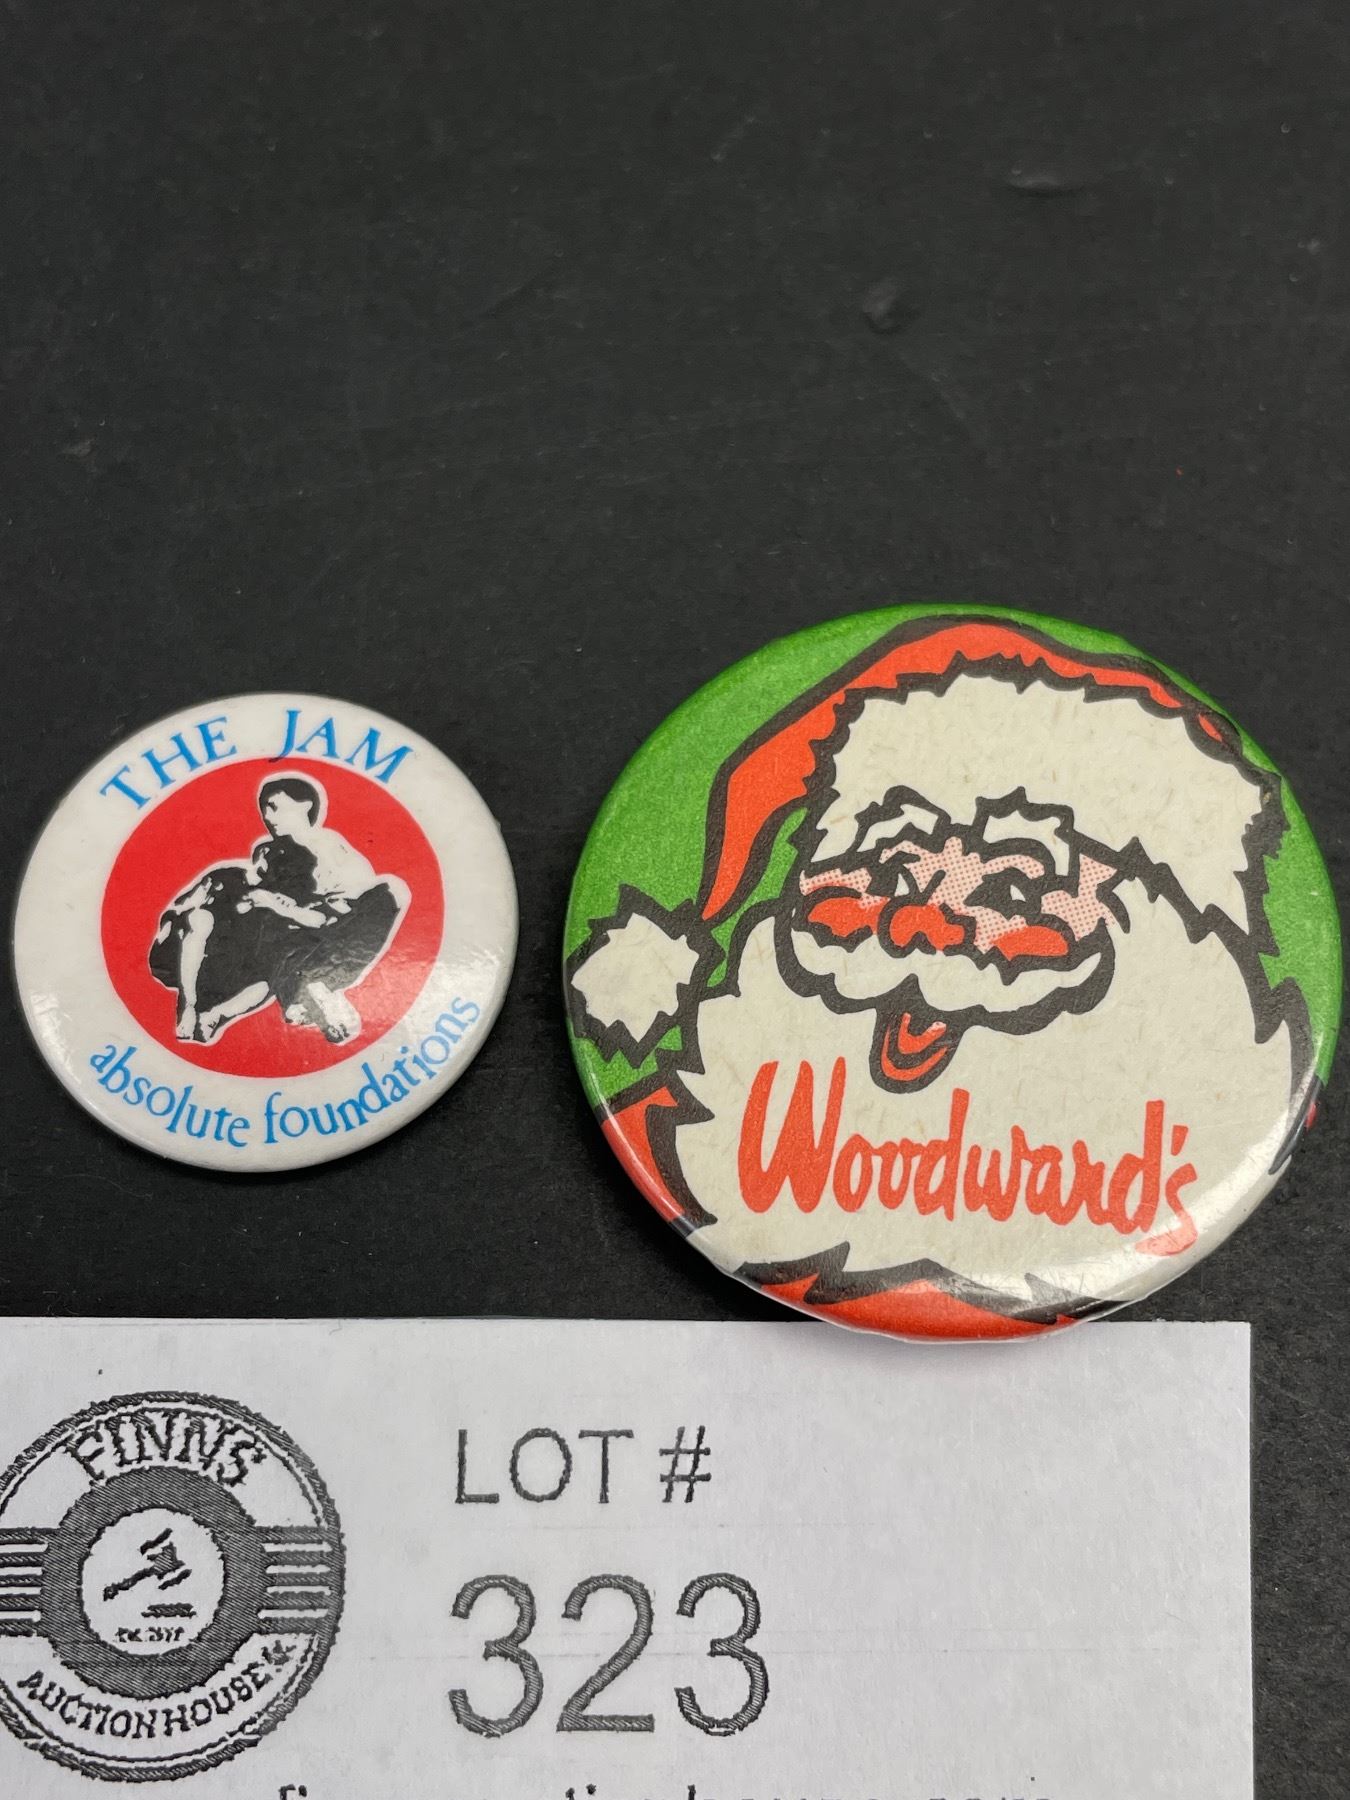 THE JAM
absolute foundations
Woodward's
FINNS
AUCTION HOUSE
LOT #
323